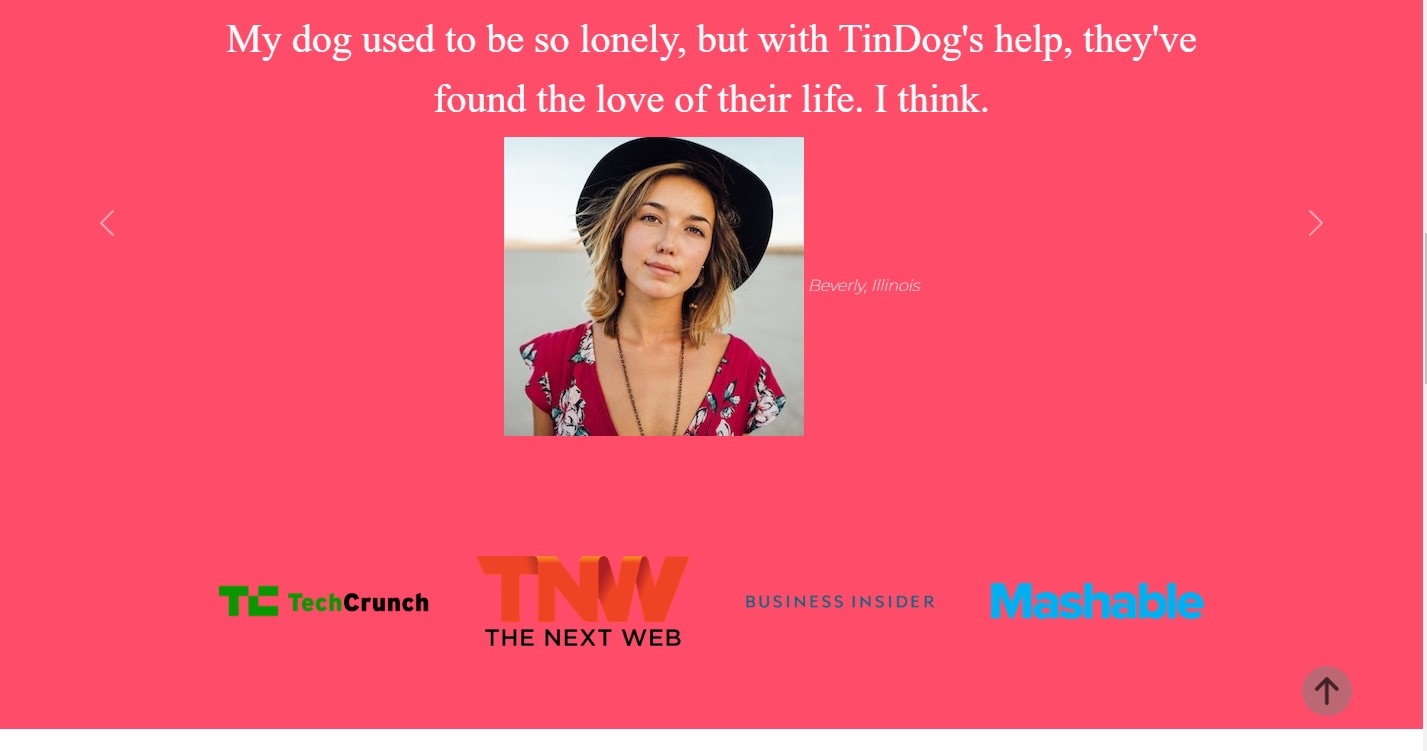 My dog used to be so lonely, but with TinDog's help, they've
found the love of their life. I think.
Beverly, Illinois
TC TechCrunch
TNW
THE NEXT WEB
BUSINESS INSIDER
Mashable